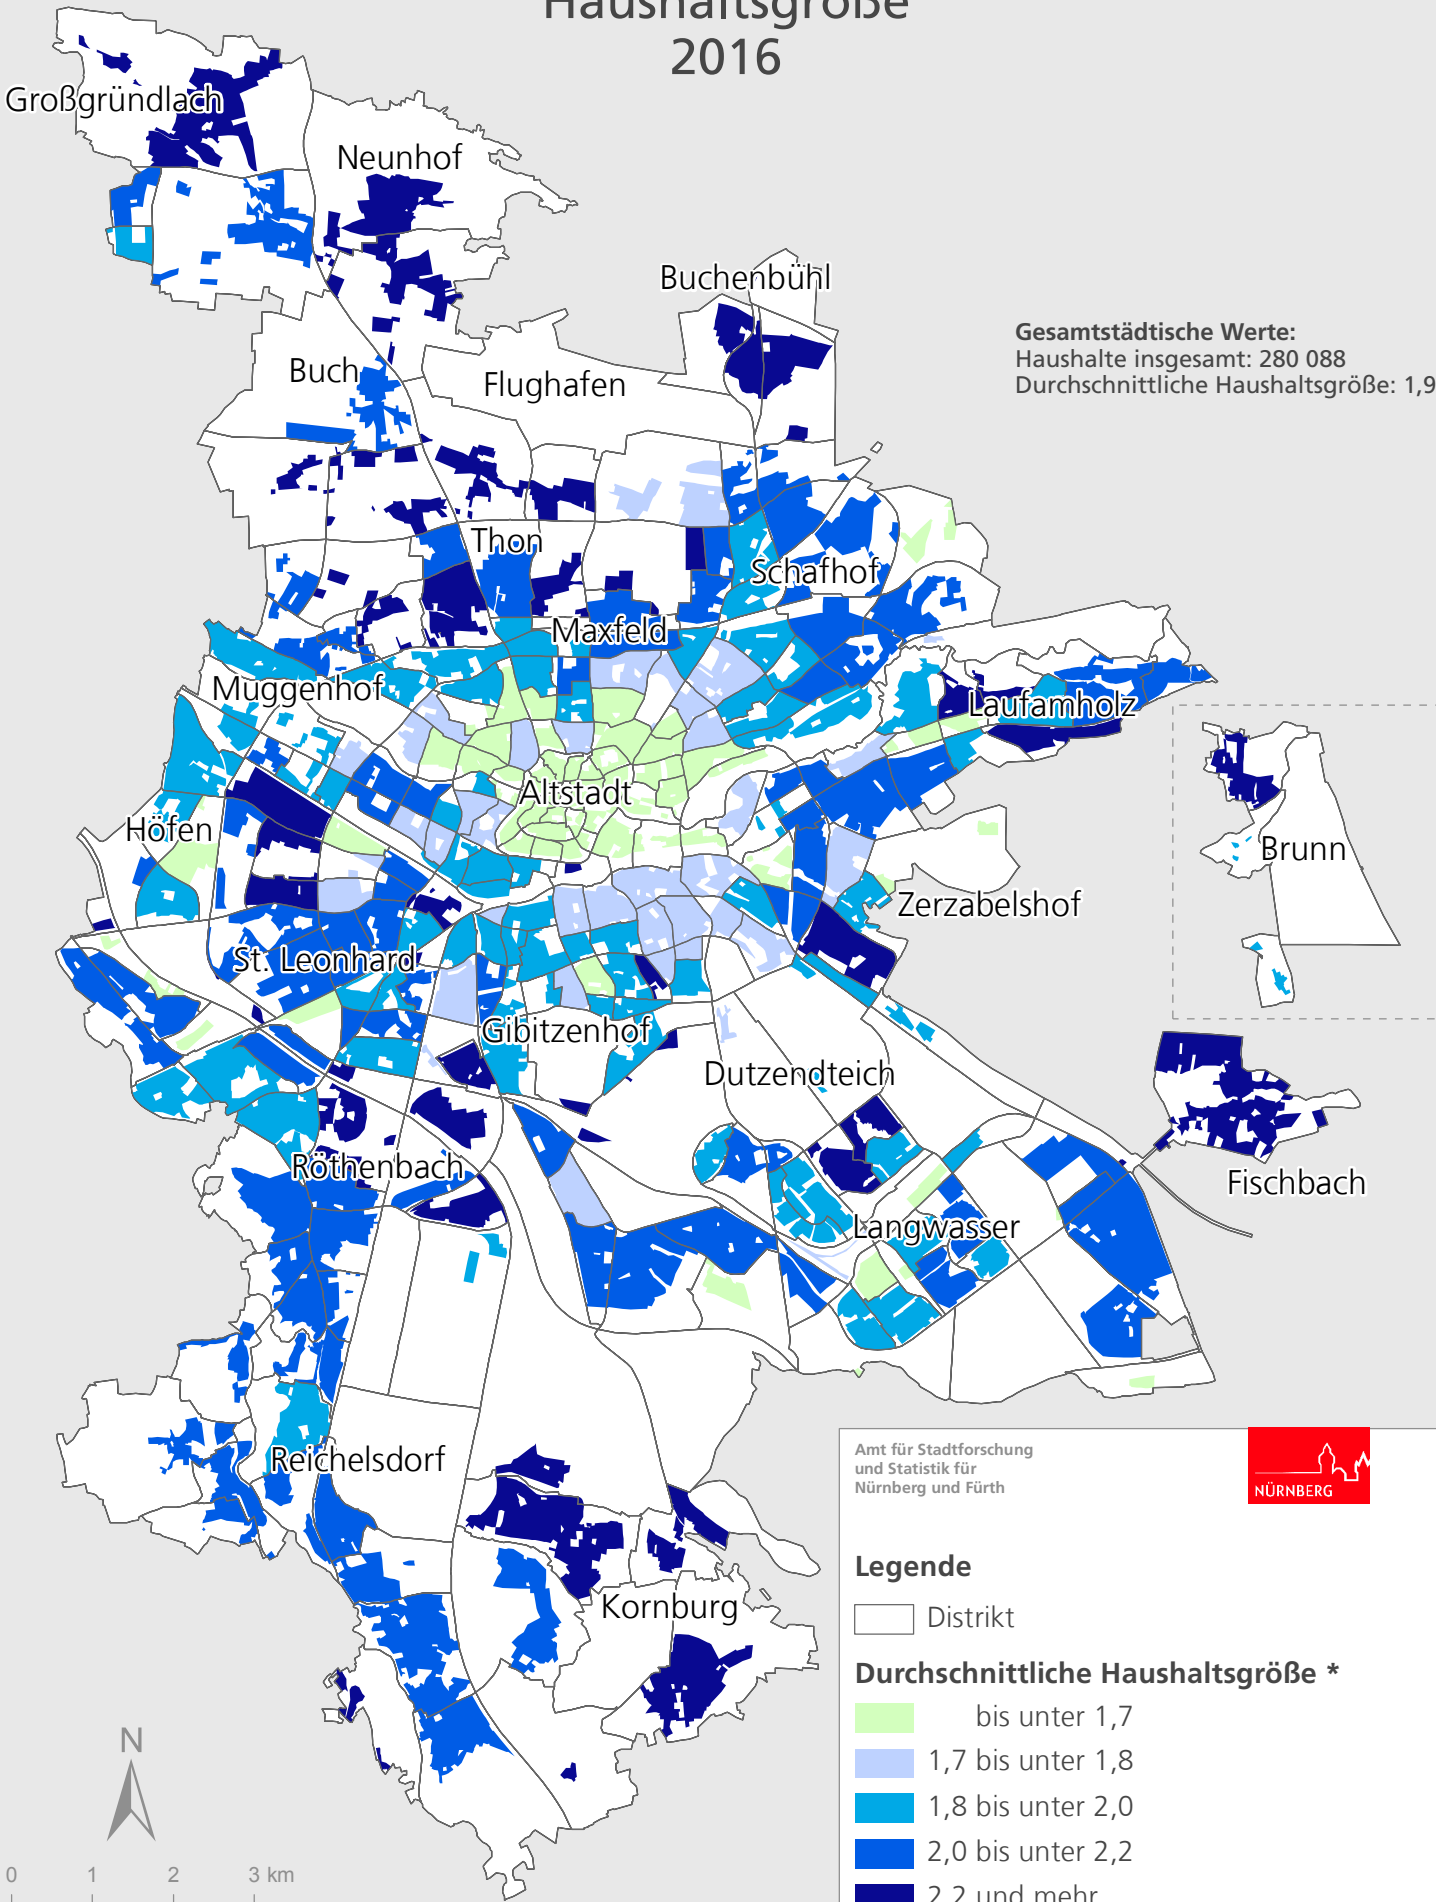 Haushaltsgröße
2016
Großgründlach
Neunhof
Buchenbühl
Gesamtstädtische Werte:
Haushalte insgesamt: 280 088
Durchschnittliche Haushaltsgröße: 1,9
Buch
Flughafen
Thon
Schafhof
Maxfeld
Muggenhof
Laufamholz
Altstadt
Höfen
Brunn
Zerzabelshof
St. Leonhard
Gibitzenhof
Dutzendteich
Röthenbach
Fischbach
Langwasser
Reichelsdorf
Kornburg
Amt für Stadtforschung
und Statistik für
Nürnberg und Fürth
NÜRNBERG
Legende
Distrikt
Durchschnittliche Haushaltsgröße *
bis unter 1,7
1,7 bis unter 1,8
1,8 bis unter 2,0
2,0 bis unter 2,2
2,2 und mehr
N
0 1 2 3 km